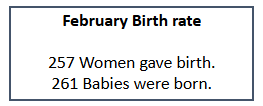 February Birth rate
257 Women gave birth.
261 Babies were born.